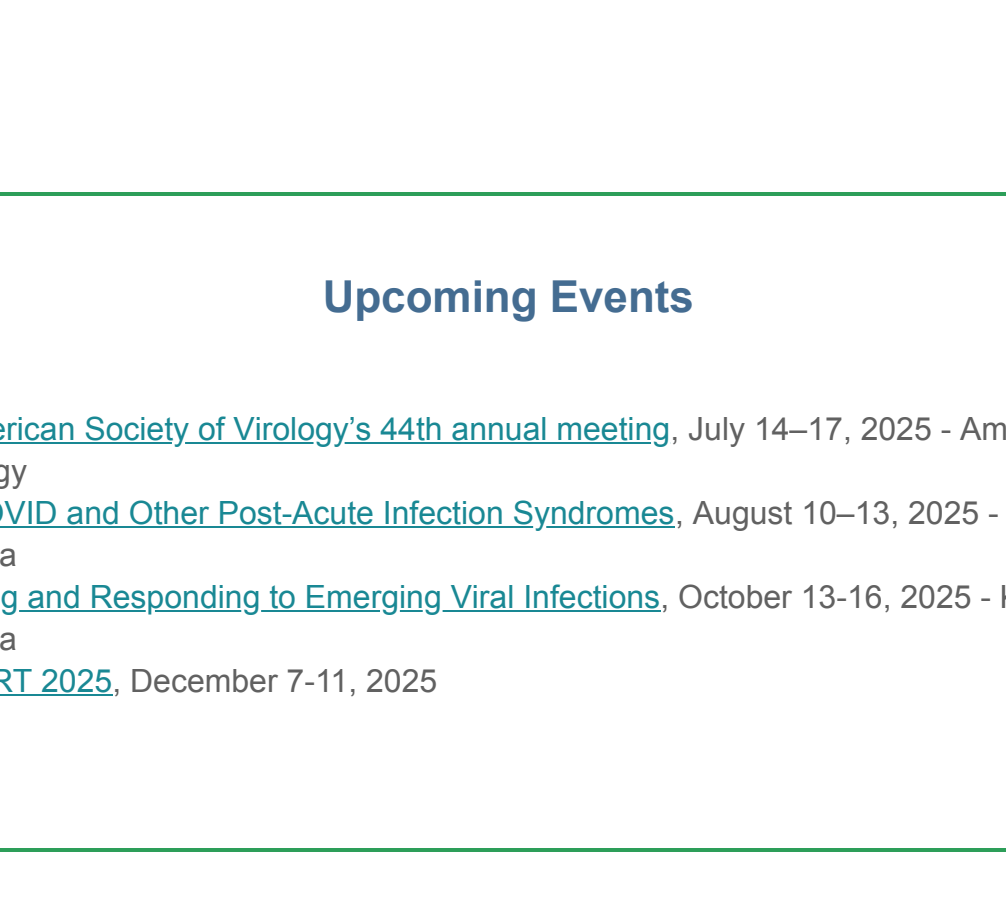 Upcoming Events
erican Society of Virology’s 44th annual meeting, July 14–17, 2025 - Am
gy
OVID and Other Post-Acute Infection Syndromes, August 10–13, 2025 -
a
g and Responding to Emerging Viral Infections, October 13-16, 2025 -
a
RT 2025, December 7-11, 2025